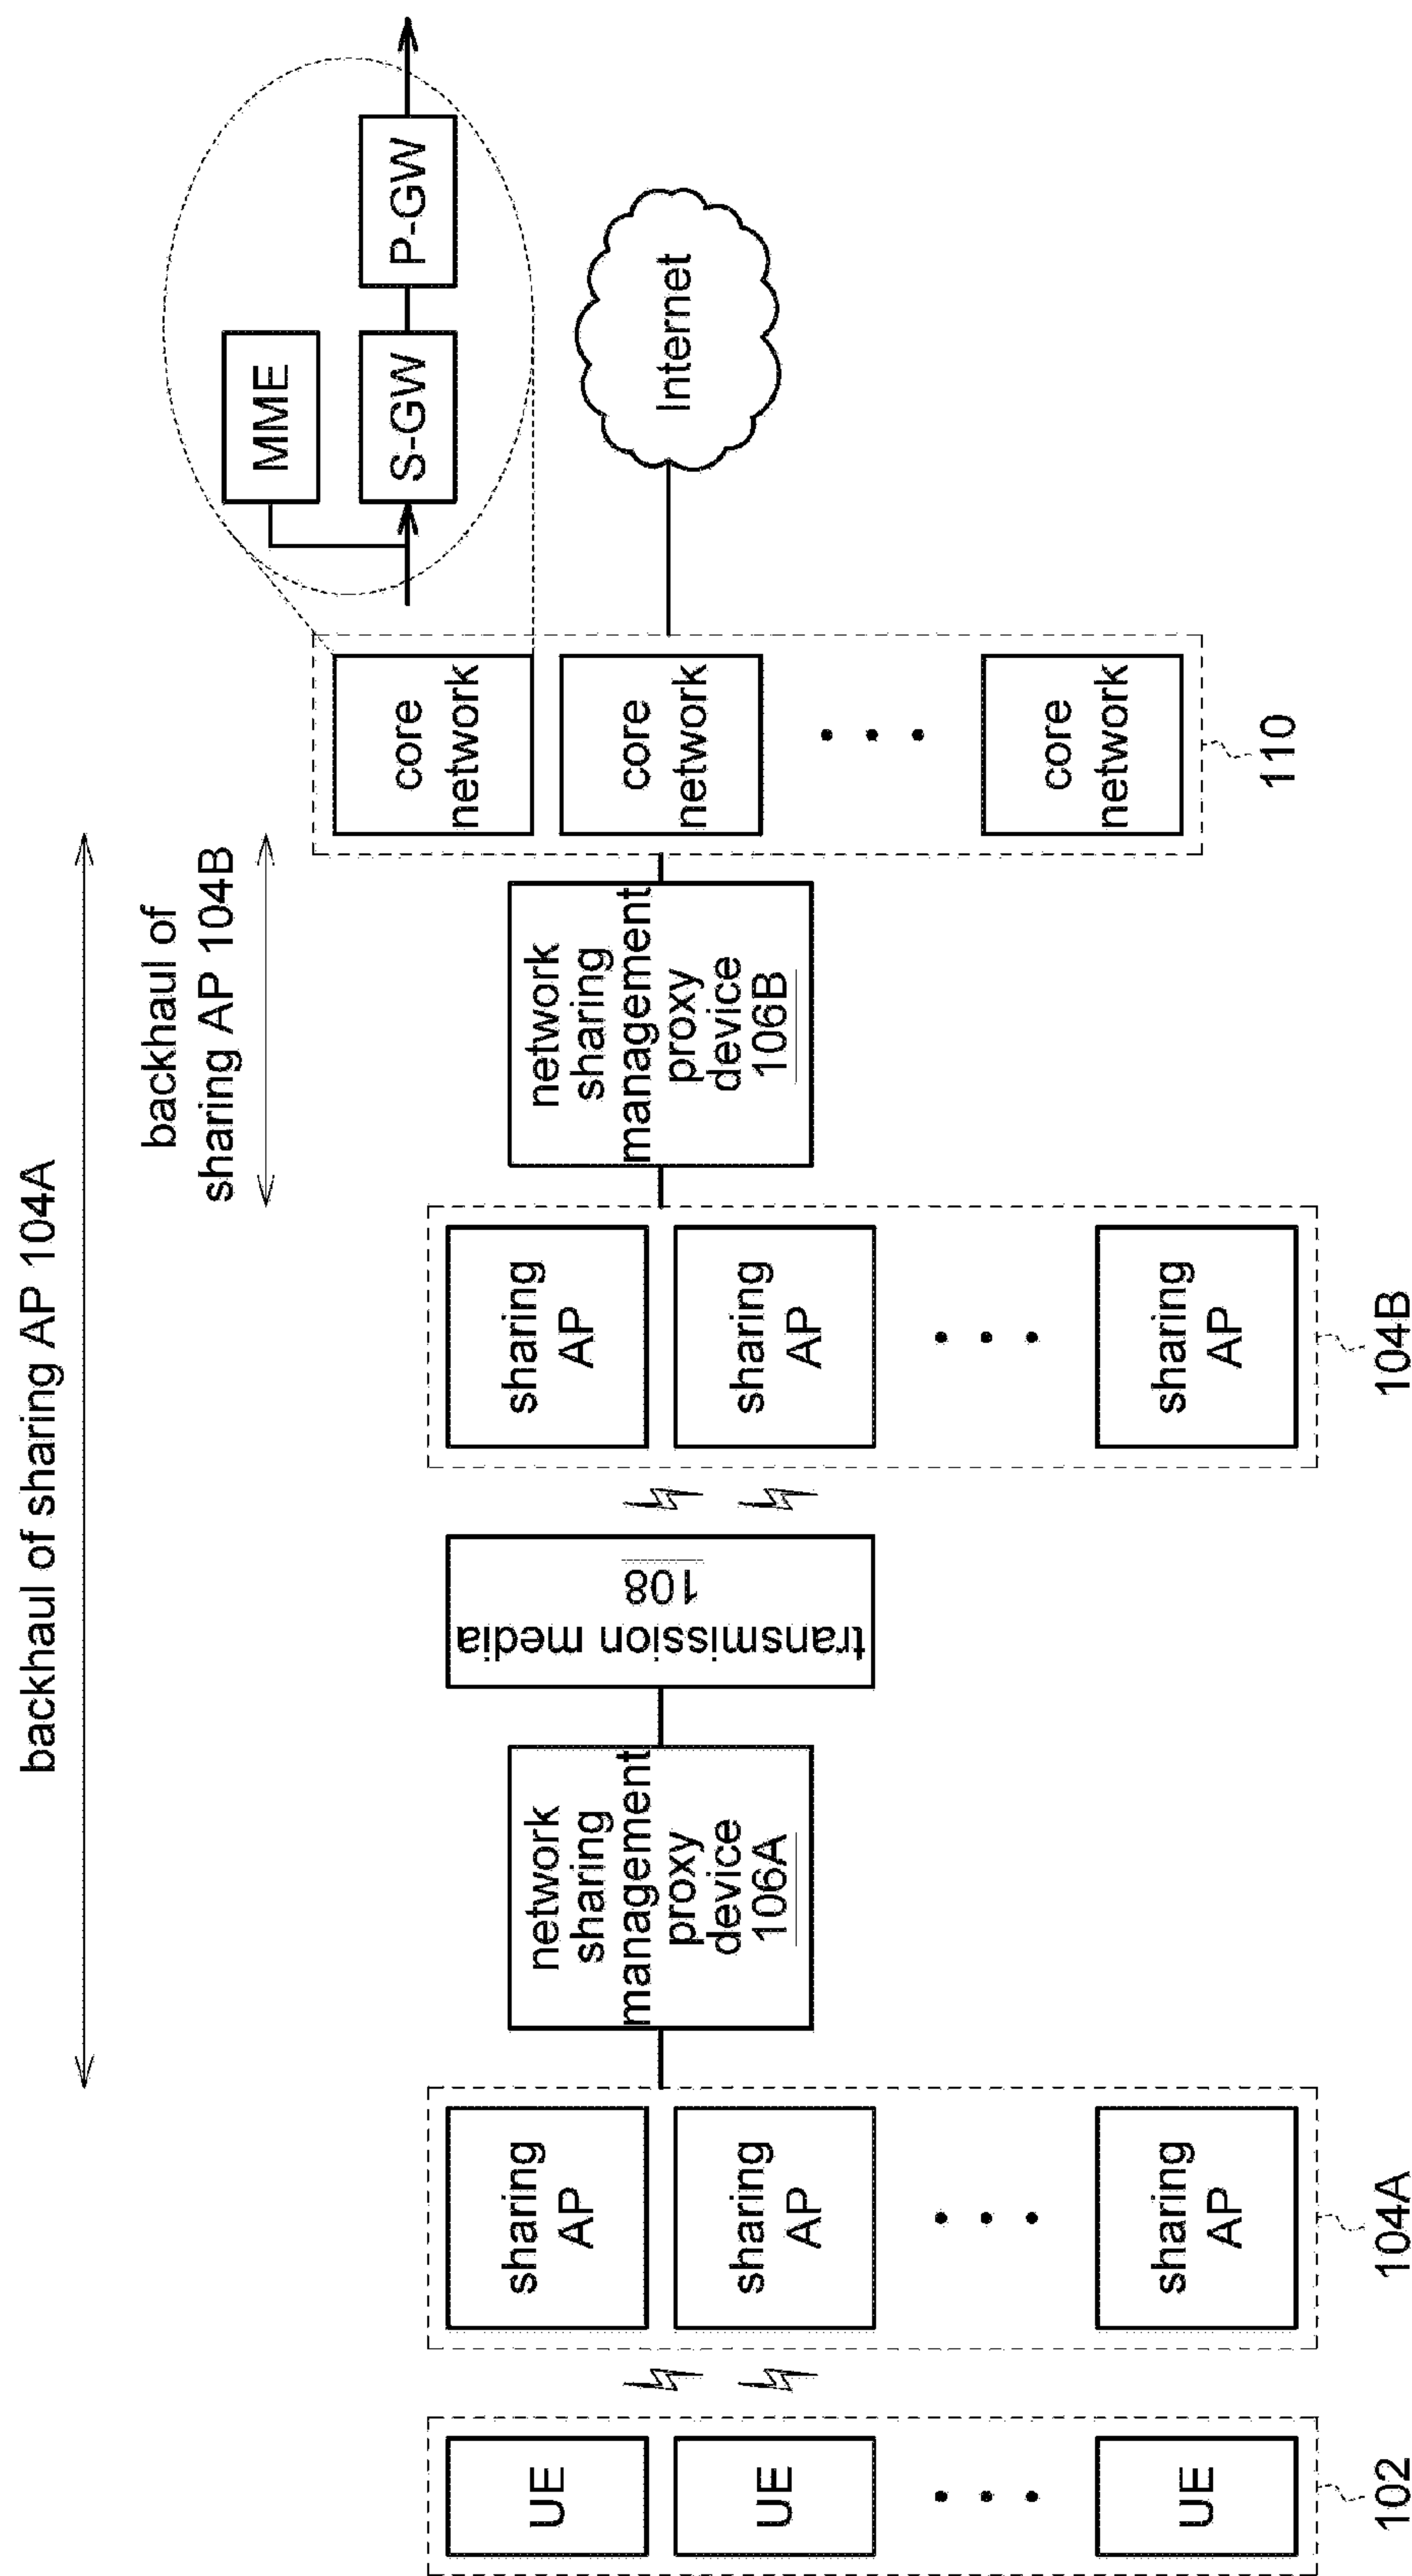 backhaul of sharing AP 104A
backhaul of
sharing AP 104B
MME
S-GW
P-GW
Internet
UE
UE
UE
102
sharing
AP
sharing
AP
sharing
AP
104A
network
sharing
management
proxy
device
106A
transmission media
108
sharing
AP
sharing
AP
sharing
AP
104B
network
sharing
management
proxy
device
106B
core
network
core
network
core
network
110